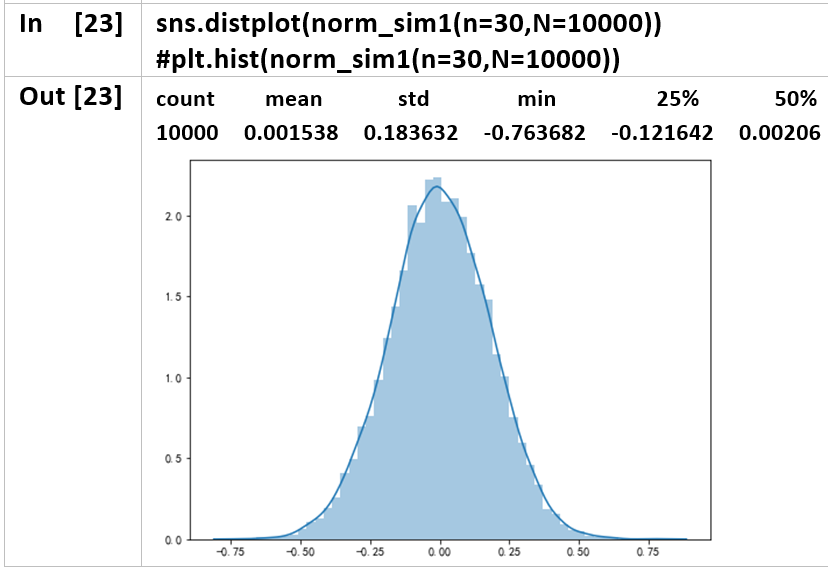 In [23] sns.distplot(norm_sim1(n=30,N=10000))
#plt.hist(norm_sim1(n=30,N=10000))
Out [23] count mean std min 25% 50%
10000 0.001538 0.183632 -0.763682 -0.121642 0.00206
2.0
1.5
1.0
0.5
0.0
-0.75 -0.50 -0.25 0.00 0.25 0.50 0.75